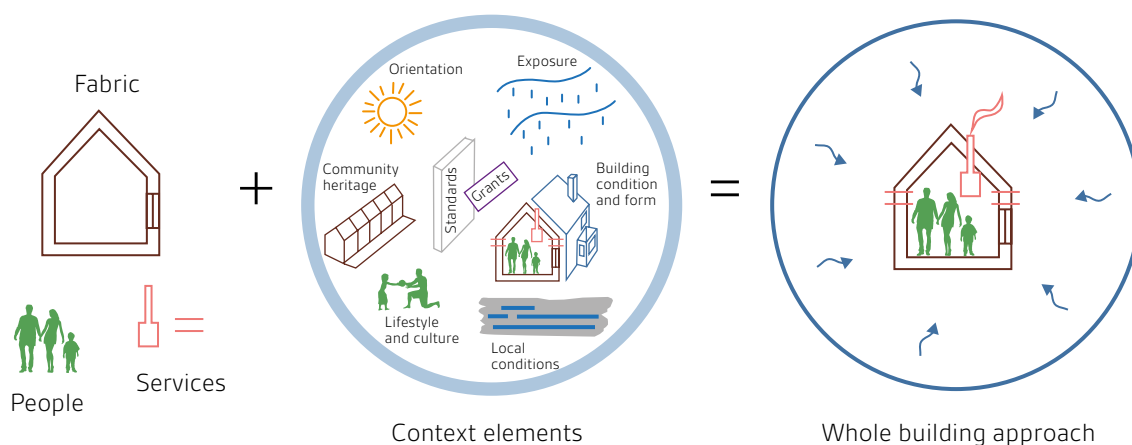 Fabric
People
Services
+
Orientation
Exposure
Community
heritage
Standards
Grants
Building
condition
and form
Lifestyle
and culture
Local
conditions
Context elements
=
Whole building approach